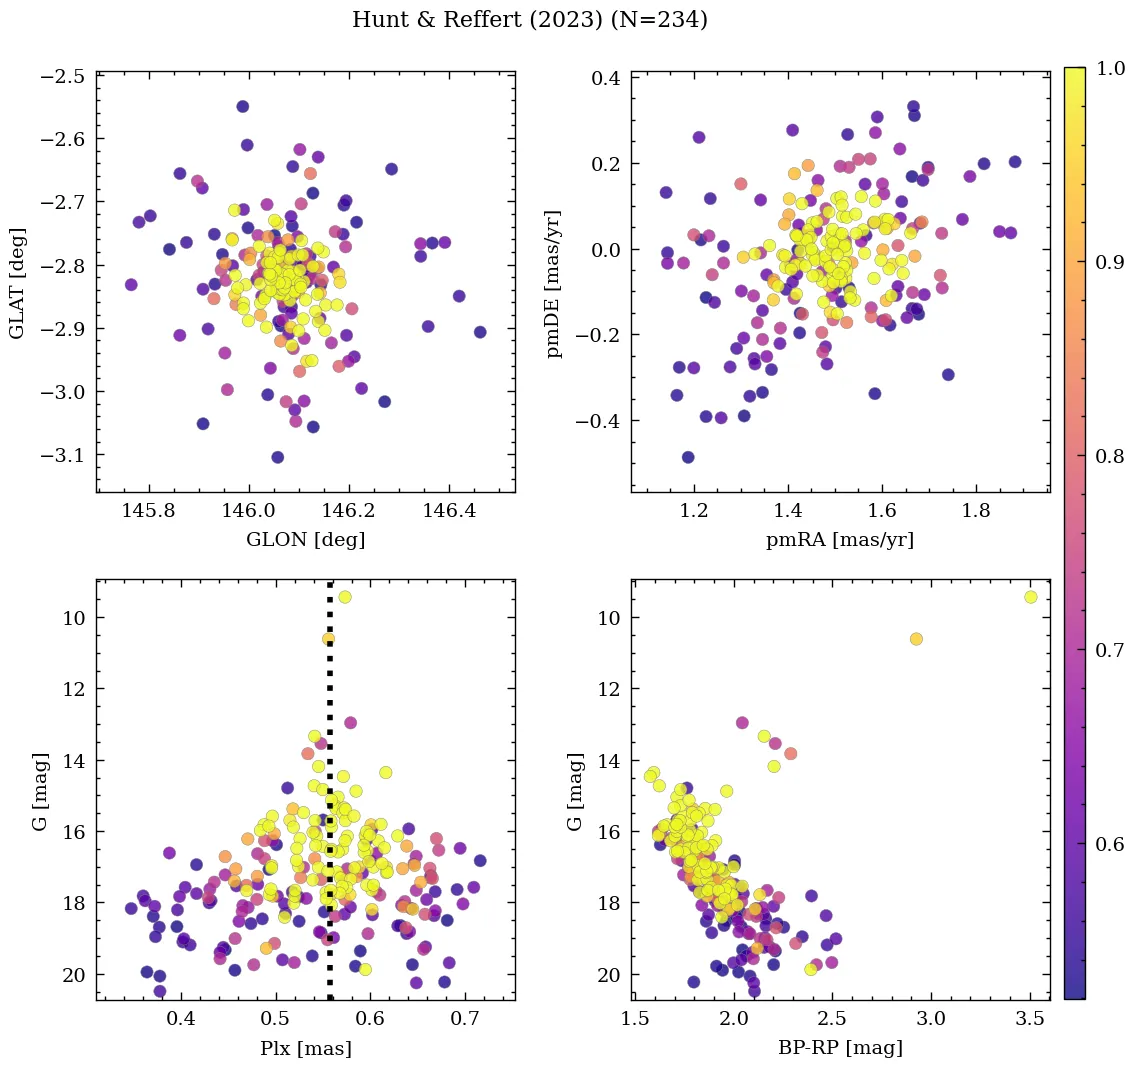 Hunt & Reffert (2023) (N=234)
−2.5
−2.6
−2.7
−2.8
−2.9
−3.0
−3.1
GLAT [deg]
145.8 146.0 146.2 146.4
GLON [deg]
0.4
0.2
0.0
−0.2
−0.4
pmDE [mas/yr]
1.2 1.4 1.6 1.8
pmRA [mas/yr]
10
12
14
16
18
20
G [mag]
0.4 0.5 0.6 0.7
Plx [mas]
10
12
14
16
18
20
G [mag]
1.5 2.0 2.5 3.0 3.5
BP-RP [mag]
1.0
0.9
0.8
0.7
0.6